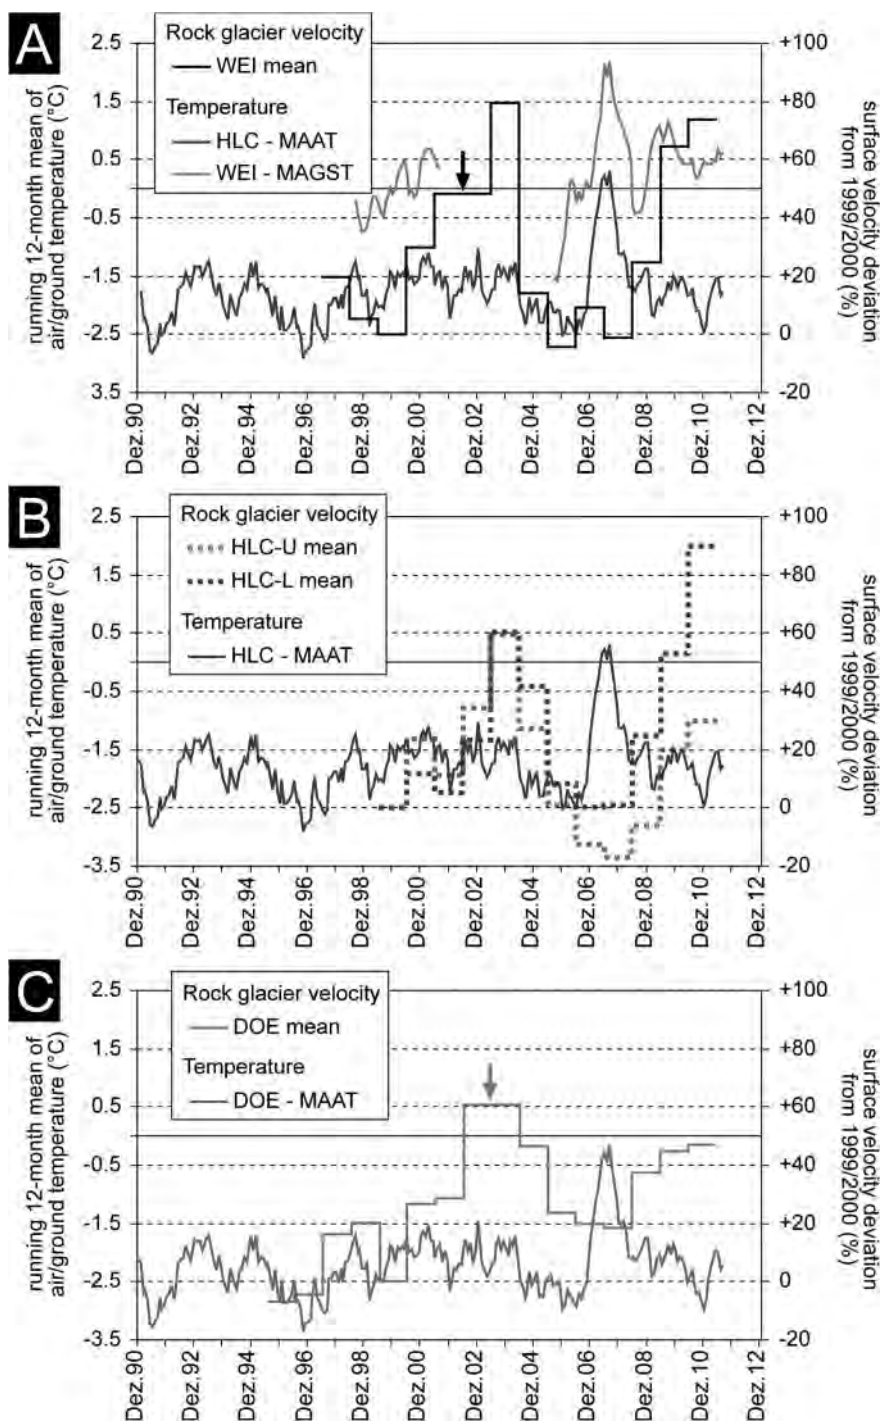 A
running 12-month mean of
air/ground temperature (°C)
2.5
1.5
0.5
-0.5
-1.5
-2.5
-3.5
Rock glacier velocity
WEI mean
Temperature
HLC - MAAT
WEI - MAGST
+100
+80
+60
+40
+20
0
-20
surface velocity deviation
from 1999/2000 (%)
Dez.90
Dez.92
Dez.94
Dez.96
Dez.98
Dez.00
Dez.02
Dez.04
Dez.06
Dez.08
Dez.10
Dez.12
B
running 12-month mean of
air/ground temperature (°C)
2.5
1.5
0.5
-0.5
-1.5
-2.5
-3.5
Rock glacier velocity
HLC-U mean
HLC-L mean
Temperature
HLC - MAAT
+100
+80
+60
+40
+20
0
-20
surface velocity deviation
from 1999/2000 (%)
Dez.90
Dez.92
Dez.94
Dez.96
Dez.98
Dez.00
Dez.02
Dez.04
Dez.06
Dez.08
Dez.10
Dez.12
C
running 12-month mean of
air/ground temperature (°C)
2.5
1.5
0.5
-0.5
-1.5
-2.5
-3.5
Rock glacier velocity
DOE mean
Temperature
DOE - MAAT
+100
+80
+60
+40
+20
0
-20
surface velocity deviation
from 1999/2000 (%)
Dez.90
Dez.92
Dez.94
Dez.96
Dez.98
Dez.00
Dez.02
Dez.04
Dez.06
Dez.08
Dez.10
Dez.12